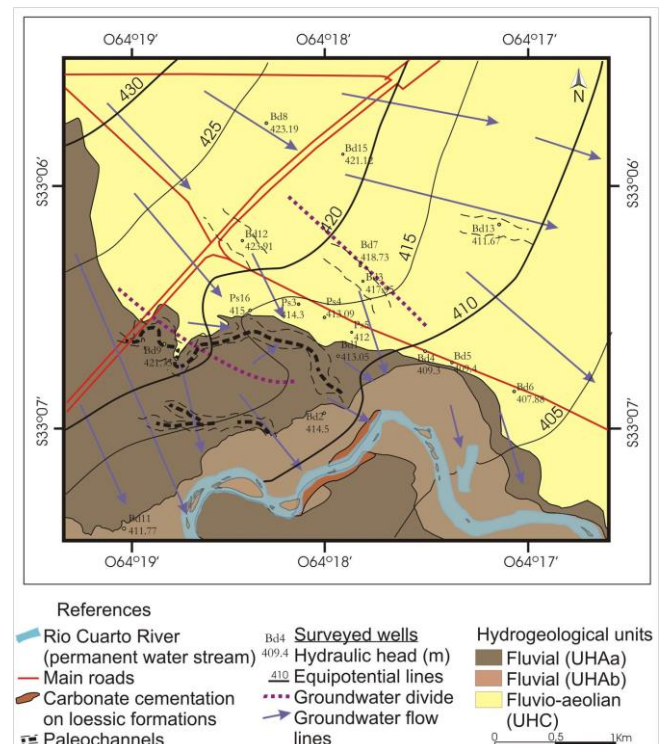 O64°19' O64°18' O64°17'
430
N
Bd8
423.19
425
Bd15
421.12
S33°06' S33°06'
420
415
Bd13
411.67
Bd12
423.91
Bd7
418.73
Bd3
410
Ps16
415
Ps3
414.3
Ps4
413.09
412
Bd1
413.05
Bd9
Bd4
409.3
Bd5
409.4
Bd6
407.88
405
Bd2
414.5
S33°07' S33°07'
Bd11
411.77
O64°19' O64°18' O64°17'
References
Rio Cuarto River
(permanent water stream)
Main roads
Carbonate cementation
on loessic formations
Paleochannels
Bd4
409.4
Surveyed wells
Hydraulic head (m)
410 Equipotential lines
Groundwater divide
Groundwater flow
lines
Hydrogeological units
Fluvial (UHAa)
Fluvial (UHAb)
Fluvio-aeolian
(UHC)
0 0,5 1Km